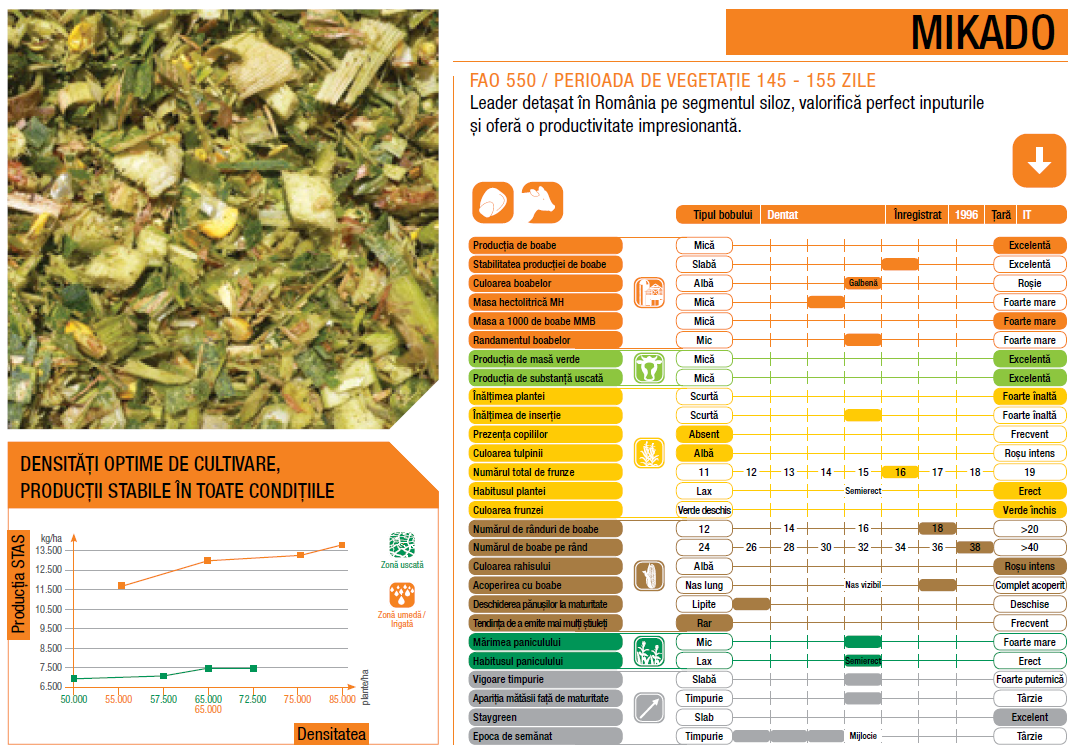 MIKADO
FAO 550 / PERIOADA DE VEGETAȚIE 145 - 155 ZILE
Leader detașat în România pe segmentul siloz, valorifică perfect inputurile
și oferă o productivitate impresionantă.
Tipul bobului Dentat Înregistrat 1996 Țară IT
Producția de boabe Mică Excelentă
Stabilitatea producției de boabe Slabă Excelentă
Culoarea boabelor Albă Galbenă Roșie
Masa hectolitrică MH Mică Foarte mare
Masa a 1000 de boabe MMB Mică Foarte mare
Randamentul boabelor Mic Foarte mare
Producția de masă verde Mică Excelentă
Producția de substanță uscată Mică Excelentă
Înălțimea plantei Scurtă Foarte înaltă
Înălțimea de inserție Scurtă Foarte înaltă
Prezența copililor Absent Frecvent
Culoarea tulpinii Albă Roșu intens
Numărul total de frunze 11 12 13 14 15 16 17 18 19
Habitusul plantei Lax Semierect Erect
Culoarea frunzei Verde deschis Verde închis
Numărul de rânduri de boabe 12 14 16 18 >20
Numărul de boabe pe rând 24 26 28 30 32 34 36 38 >40
Culoarea rahisului Albă Roșu intens
Acoperirea cu boabe Nas lung Nas vizibil Complet acoperit
Deschiderea pănușilor la maturitate Lipite Deschise
Tendința de a emite mai mulți știuleți Rar Frecvent
Mărimea paniculului Mic Foarte mare
Habitusul paniculului Lax Semierect Erect
Vigoare timpurie Slabă Foarte puternică
Apariția mătăsii față de maturitate Timpurie Târzie
Staygreen Slab Excelent
Epoca de semănat Timpurie Mijlocie Târzie
DENSITĂȚI OPTIME DE CULTIVARE,
PRODUCȚII STABILE ÎN TOATE CONDIȚIILE
Producția STAS
kg/ha
13.500
12.500
11.500
10.500
9.500
8.500
7.500
6.500
50.000 55.000 57.500 65.000 72.500 75.000 85.000
65.000
plante/ha
Densitatea
Zonă uscată
Zonă umedă /
Irigată